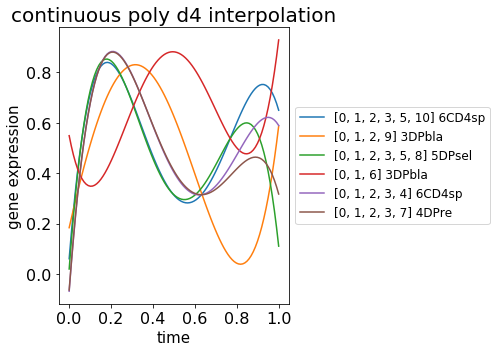 continuous poly d4 interpolation
gene expression
0.8
0.6
0.4
0.2
0.0
0.0 0.2 0.4 0.6 0.8 1.0
time
[0, 1, 2, 3, 5, 10] 6CD4sp
[0, 1, 2, 9] 3DPbla
[0, 1, 2, 3, 5, 8] 5DPsel
[0, 1, 6] 3DPbla
[0, 1, 2, 3, 4] 6CD4sp
[0, 1, 2, 3, 7] 4DPre